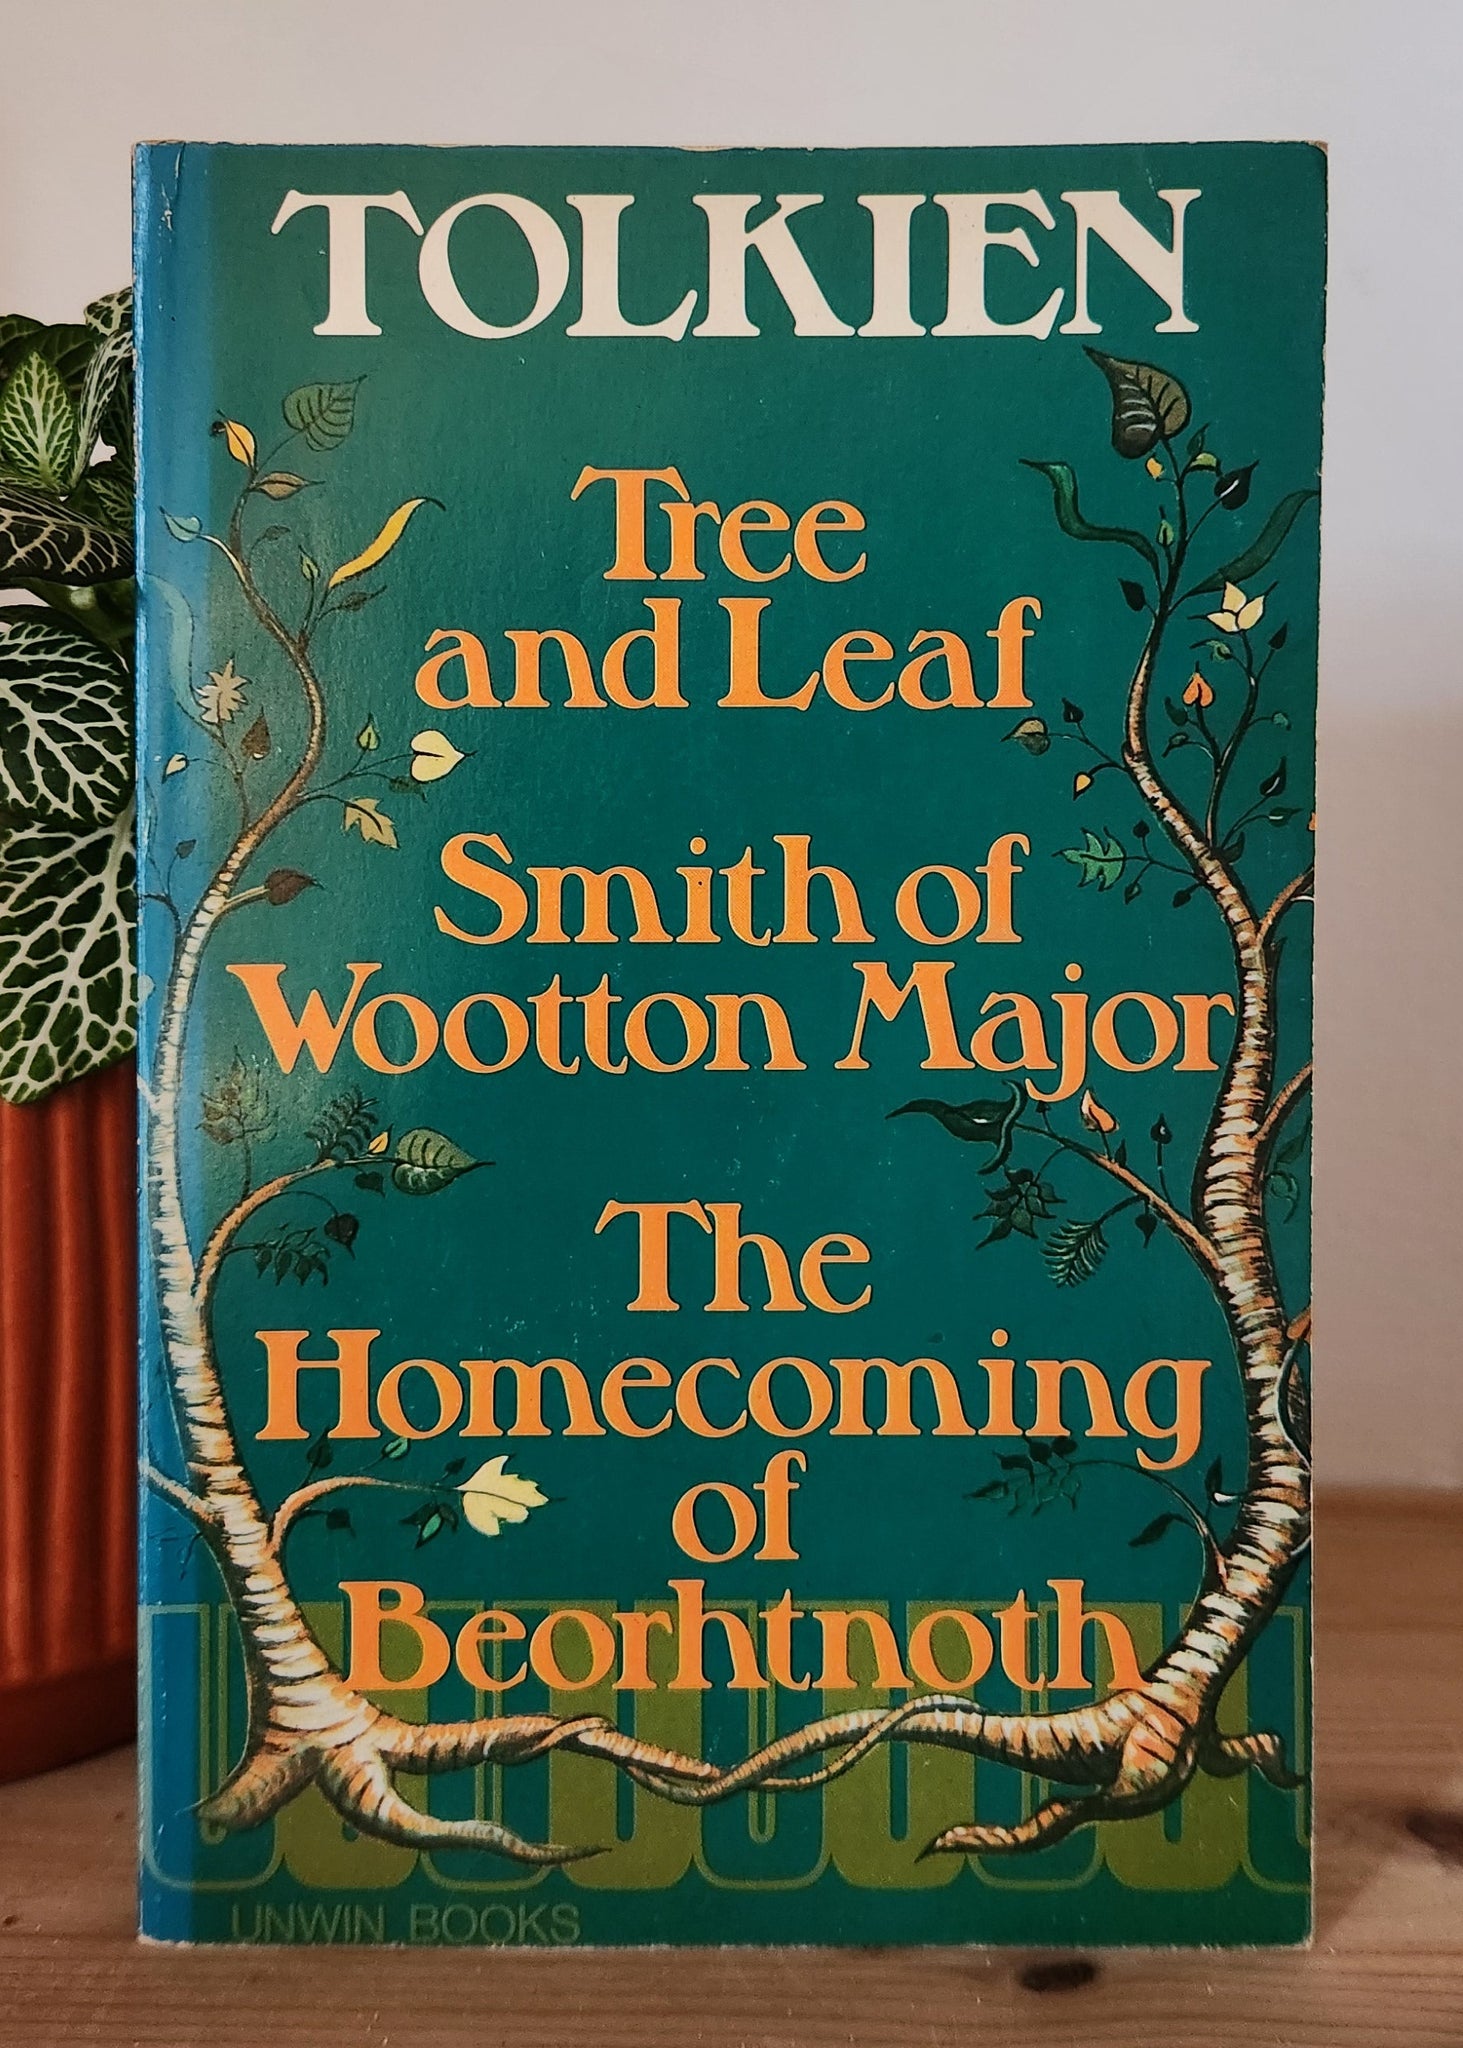 TOLKIEN
Tree
and Leaf
Smith of
Wootton Major
The
Homecoming
of
Beorhtnoth
UNWIN BOOKS